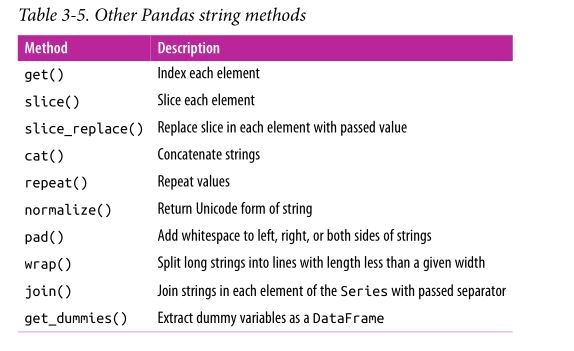 Table 3-5. Other Pandas string methods
Method Description
get() Index each element
slice() Slice each element
slice_replace() Replace slice in each element with passed value
cat() Concatenate strings
repeat() Repeat values
normalize() Return Unicode form of string
pad() Add whitespace to left, right, or both sides of strings
wrap() Split long strings into lines with length less than a given width
join() Join strings in each element of the Series with passed separator
get_dummies() Extract dummy variables as a DataFrame